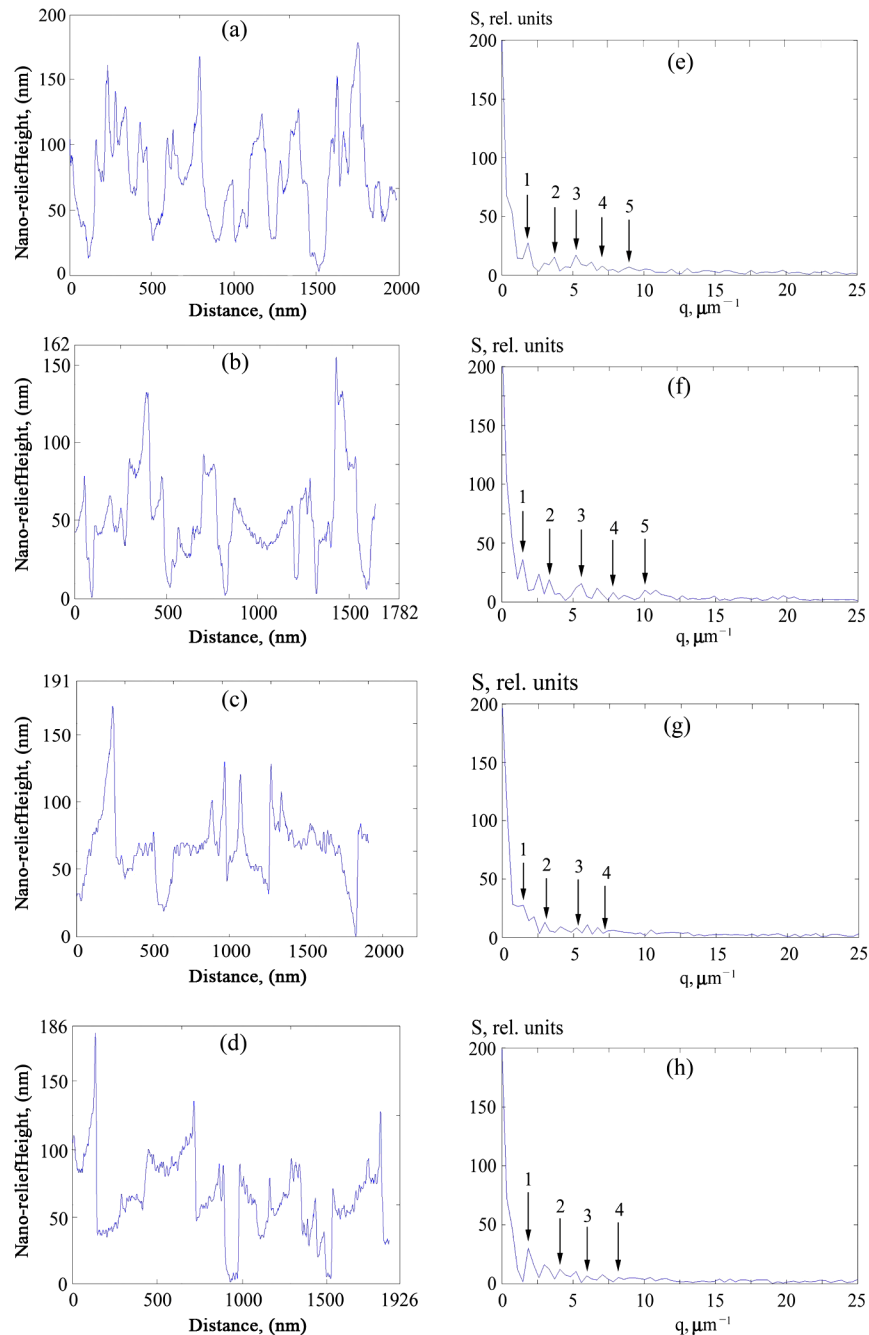 (a)
Nano-reliefHeight, (nm)
200
150
100
50
0
0 500 1000 1500 2000
Distance, (nm)
S, rel. units
(e)
200
150
100
50
0
1 2 3 4 5
0 5 10 15 20 25
q, µm⁻¹
(b)
Nano-reliefHeight, (nm)
162
150
100
50
0
0 500 1000 1500 1782
Distance, (nm)
S, rel. units
(f)
200
150
100
50
0
1 2 3 4 5
0 5 10 15 20 25
q, µm⁻¹
(c)
Nano-reliefHeight, (nm)
191
150
100
50
0
0 500 1000 1500 2000
Distance, (nm)
S, rel. units
(g)
200
150
100
50
0
1 2 3 4
0 5 10 15 20 25
q, µm⁻¹
(d)
Nano-reliefHeight, (nm)
186
150
100
50
0
0 500 1000 1500 1926
Distance, (nm)
S, rel. units
(h)
200
150
100
50
0
1 2 3 4
0 5 10 15 20 25
q, µm⁻¹